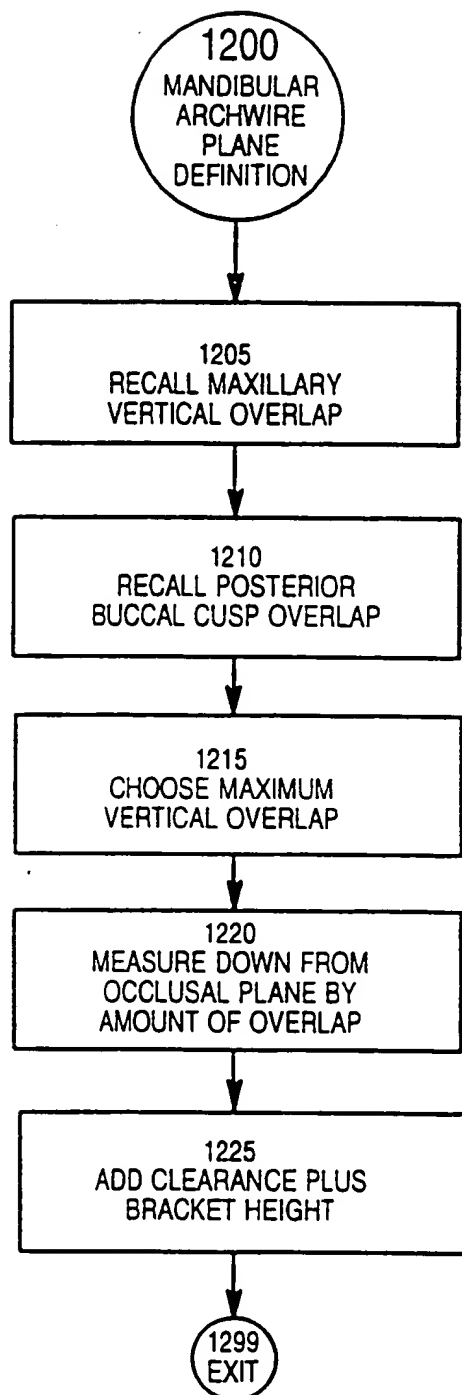 1200
MANDIBULAR
ARCHWIRE
PLANE
DEFINITION
1205
RECALL MAXILLARY
VERTICAL OVERLAP
1210
RECALL POSTERIOR
BUCCAL CUSP OVERLAP
1215
CHOOSE MAXIMUM
VERTICAL OVERLAP
1220
MEASURE DOWN FROM
OCCLUSAL PLANE BY
AMOUNT OF OVERLAP
1225
ADD CLEARANCE PLUS
BRACKET HEIGHT
1299
EXIT